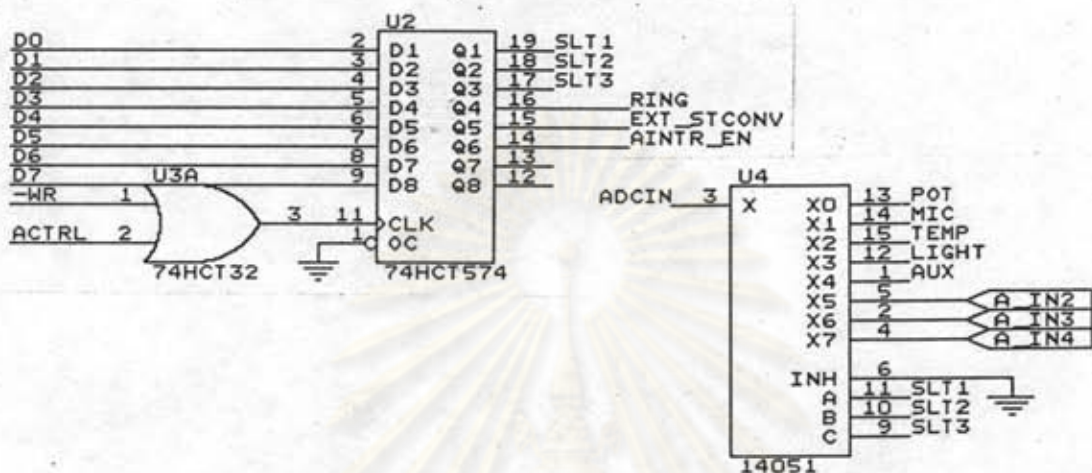 U2
D0 2 D1 Q1 19 SLT1
D1 3 D2 Q2 18 SLT2
D2 4 D3 Q3 17 SLT3
D3 5 D4 Q4 16 RING
D4 6 D5 Q5 15 EXT_STCONV
D5 7 D6 Q6 14 AINTR_EN
D6 8 D7 Q7 13
D7 9 D8 Q8 12
U3A
-WR 1
3 11 CLK
ACTRL 2
1 OC
74HCT32
74HCT574
U4
ADCIN 3 X X0 13 POT
X1 14 MIC
X2 15 TEMP
X3 12 LIGHT
X4 1 AUX
X5 5 A_IN2
X6 2 A_IN3
X7 4 A_IN4
INH 6
A 11 SLT1
B 10 SLT2
C 9 SLT3
14051